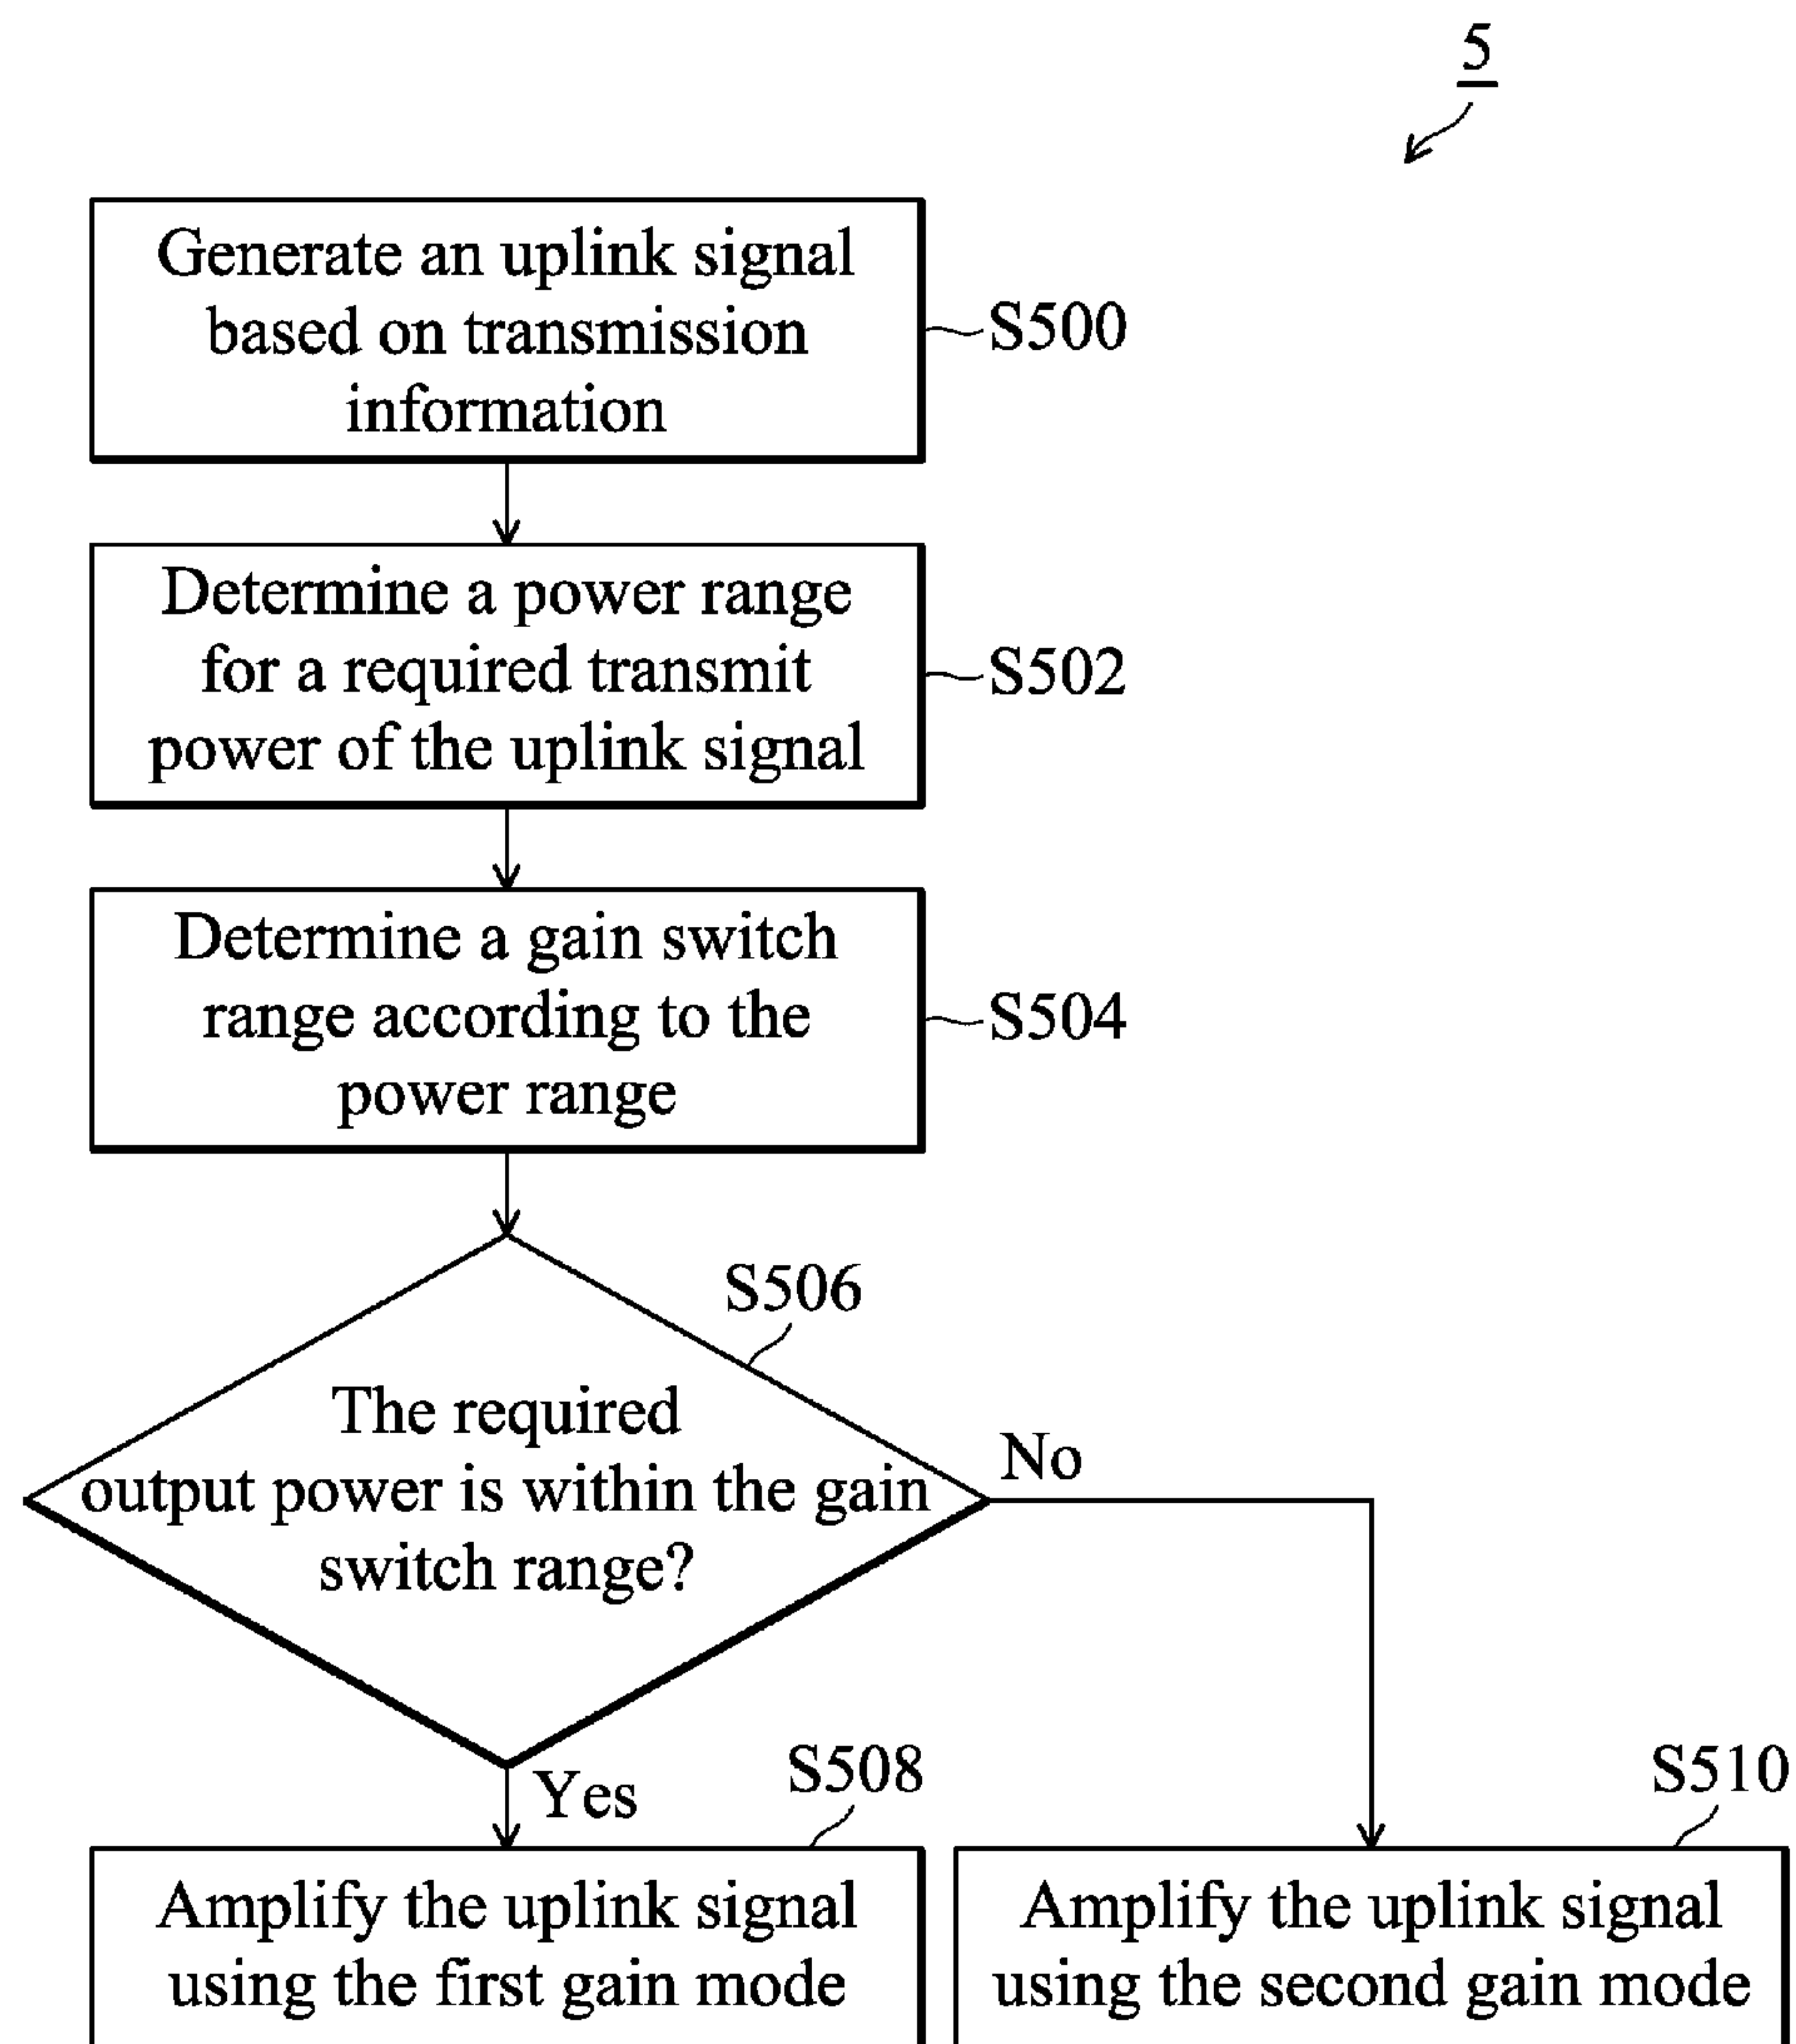 5
Generate an uplink signal
based on transmission
information
S500
Determine a power range
for a required transmit
power of the uplink signal
S502
Determine a gain switch
range according to the
power range
S504
S506
The required
output power is within the gain
switch range?
No
Yes
S508
Amplify the uplink signal
using the first gain mode
S510
Amplify the uplink signal
using the second gain mode